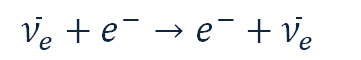 ν̄ₑ + e⁻ → e⁻ + ν̄ₑ